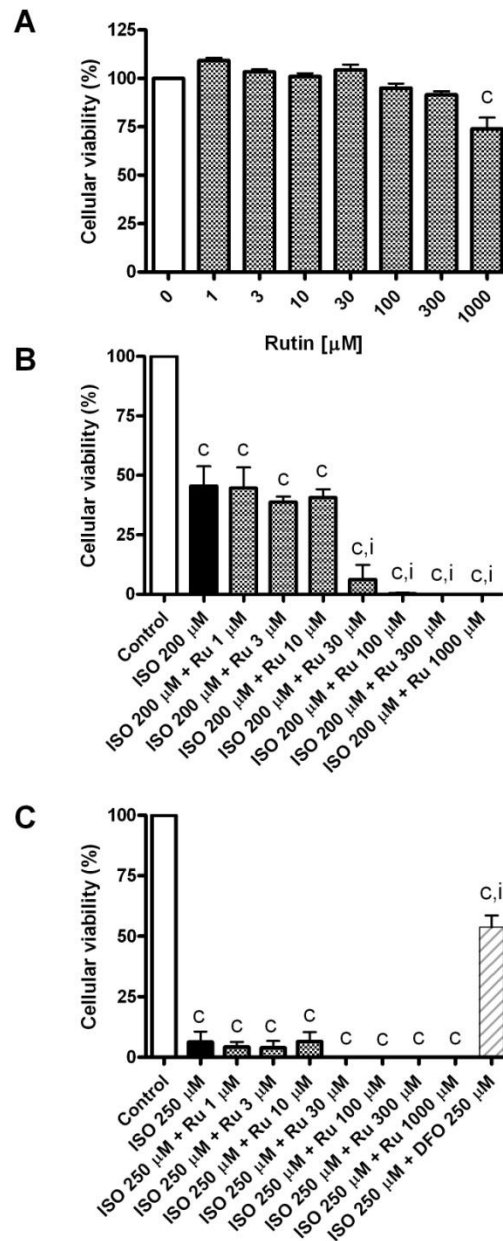 A
Cellular viability (%)
125
100
75
50
25
0
C
0
1
3
10
30
100
300
1000
Rutin [μM]
B
Cellular viability (%)
100
75
50
25
0
C
C
C
C
c,i
c,i
c,i
c,i
Control
ISO 200 μM
ISO 200 μM + Ru 1 μM
ISO 200 μM + Ru 3 μM
ISO 200 μM + Ru 10 μM
ISO 200 μM + Ru 30 μM
ISO 200 μM + Ru 100 μM
ISO 200 μM + Ru 300 μM
ISO 200 μM + Ru 1000 μM
C
Cellular viability (%)
100
75
50
25
0
C
C
C
C
C
C
C
C
c,i
Control
ISO 250 μM
ISO 250 μM + Ru 1 μM
ISO 250 μM + Ru 3 μM
ISO 250 μM + Ru 10 μM
ISO 250 μM + Ru 30 μM
ISO 250 μM + Ru 100 μM
ISO 250 μM + Ru 300 μM
ISO 250 μM + Ru 1000 μM
ISO 250 μM + DFO 250 μM